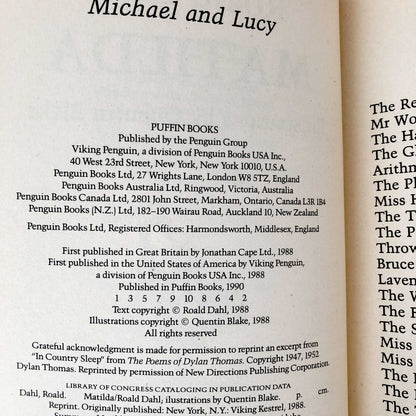 Michael and Lucy
PUFFIN BOOKS
Published by the Penguin Group
Viking Penguin, a division of Penguin Books USA Inc.,
40 West 23rd Street, New York, New York 10010, U.S.A.
Penguin Books Ltd, 27 Wrights Lane, London W8 5TZ, England
Penguin Books Australia Ltd, Ringwood, Victoria, Australia
Penguin Books Canada Ltd, 2801 John Street, Markham, Ontario, Canada L3R 1B4
Penguin Books (N.Z.) Ltd, 182–190 Wairau Road, Auckland 10, New Zealand
Penguin Books Ltd, Registered Offices: Harmondsworth, Middlesex, England
First published in Great Britain by Jonathan Cape Ltd., 1988
First published in the United States of America by Viking Penguin,
a division of Penguin Books USA Inc., 1988
Published in Puffin Books, 1990
1 3 5 7 9 10 8 6 4 2
Text copyright © Roald Dahl, 1988
Illustrations copyright © Quentin Blake, 1988
All rights reserved
Grateful acknowledgment is made for permission to reprint an excerpt from
"In Country Sleep" from The Poems of Dylan Thomas. Copyright 1947, 1952
Dylan Thomas. Reprinted by permission of New Directions Publishing Corporation.
LIBRARY OF CONGRESS CATALOGING IN PUBLICATION DATA
Dahl, Roald. Matilda/Roald Dahl; illustrations by Quentin Blake. p. cm.
Reprint. Originally published: New York, N.Y.: Viking Kestrel. 1988.
The Re
Mr Wo
The Ha
The G
Arithm
The Pl
Miss H
The T
The P
Throw
Bruce
Laven
The W
The F
The S
Miss
Miss
The P
The